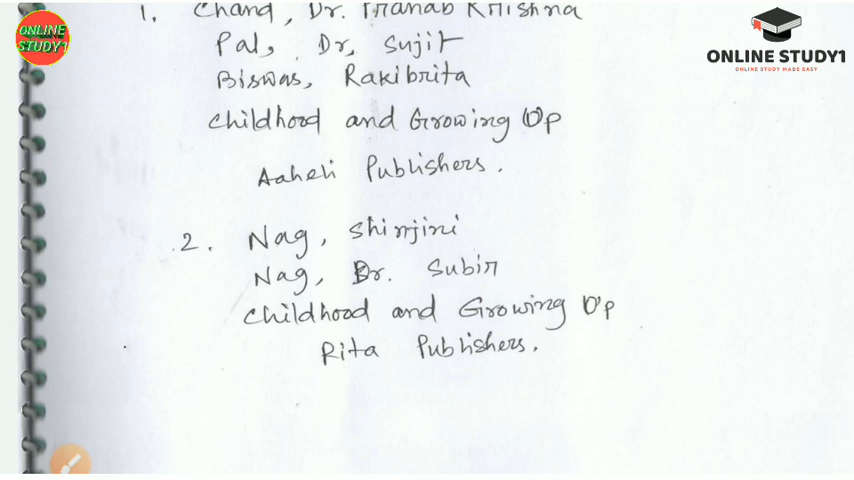 1. Chand, Dr. Pranab Krishna
ONLINE
STUDY1
ONLINE STUDY1
ONLINE STUDY MADE EASY
Pal, Dr, Sujit
Biswas, Rakibrita
Childhood and Growing Up
Aaheli Publishers.
2. Nag, Shinjini
Nag, Dr. Subir
Childhood and Growing Up
Rita Publishers.